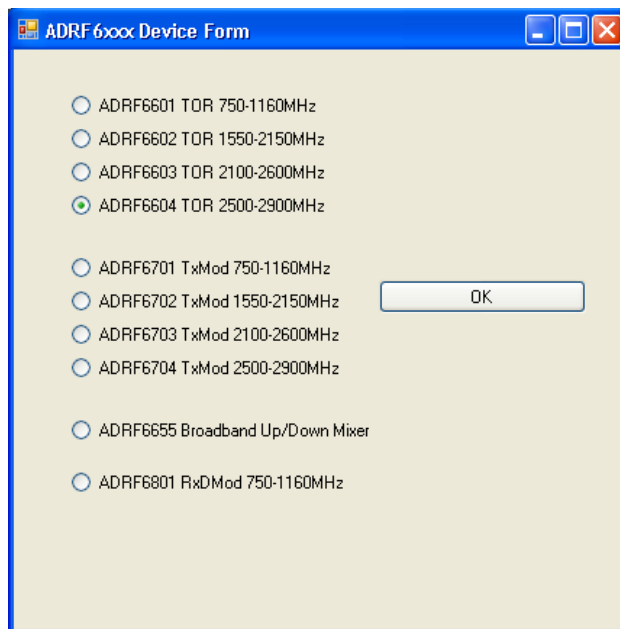 ADRF6xxx Device Form
ADRF6601 TOR 750-1160MHz
ADRF6602 TOR 1550-2150MHz
ADRF6603 TOR 2100-2600MHz
ADRF6604 TOR 2500-2900MHz
ADRF6701 TxMod 750-1160MHz
ADRF6702 TxMod 1550-2150MHz
OK
ADRF6703 TxMod 2100-2600MHz
ADRF6704 TxMod 2500-2900MHz
ADRF6655 Broadband Up/Down Mixer
ADRF6801 RxDMod 750-1160MHz